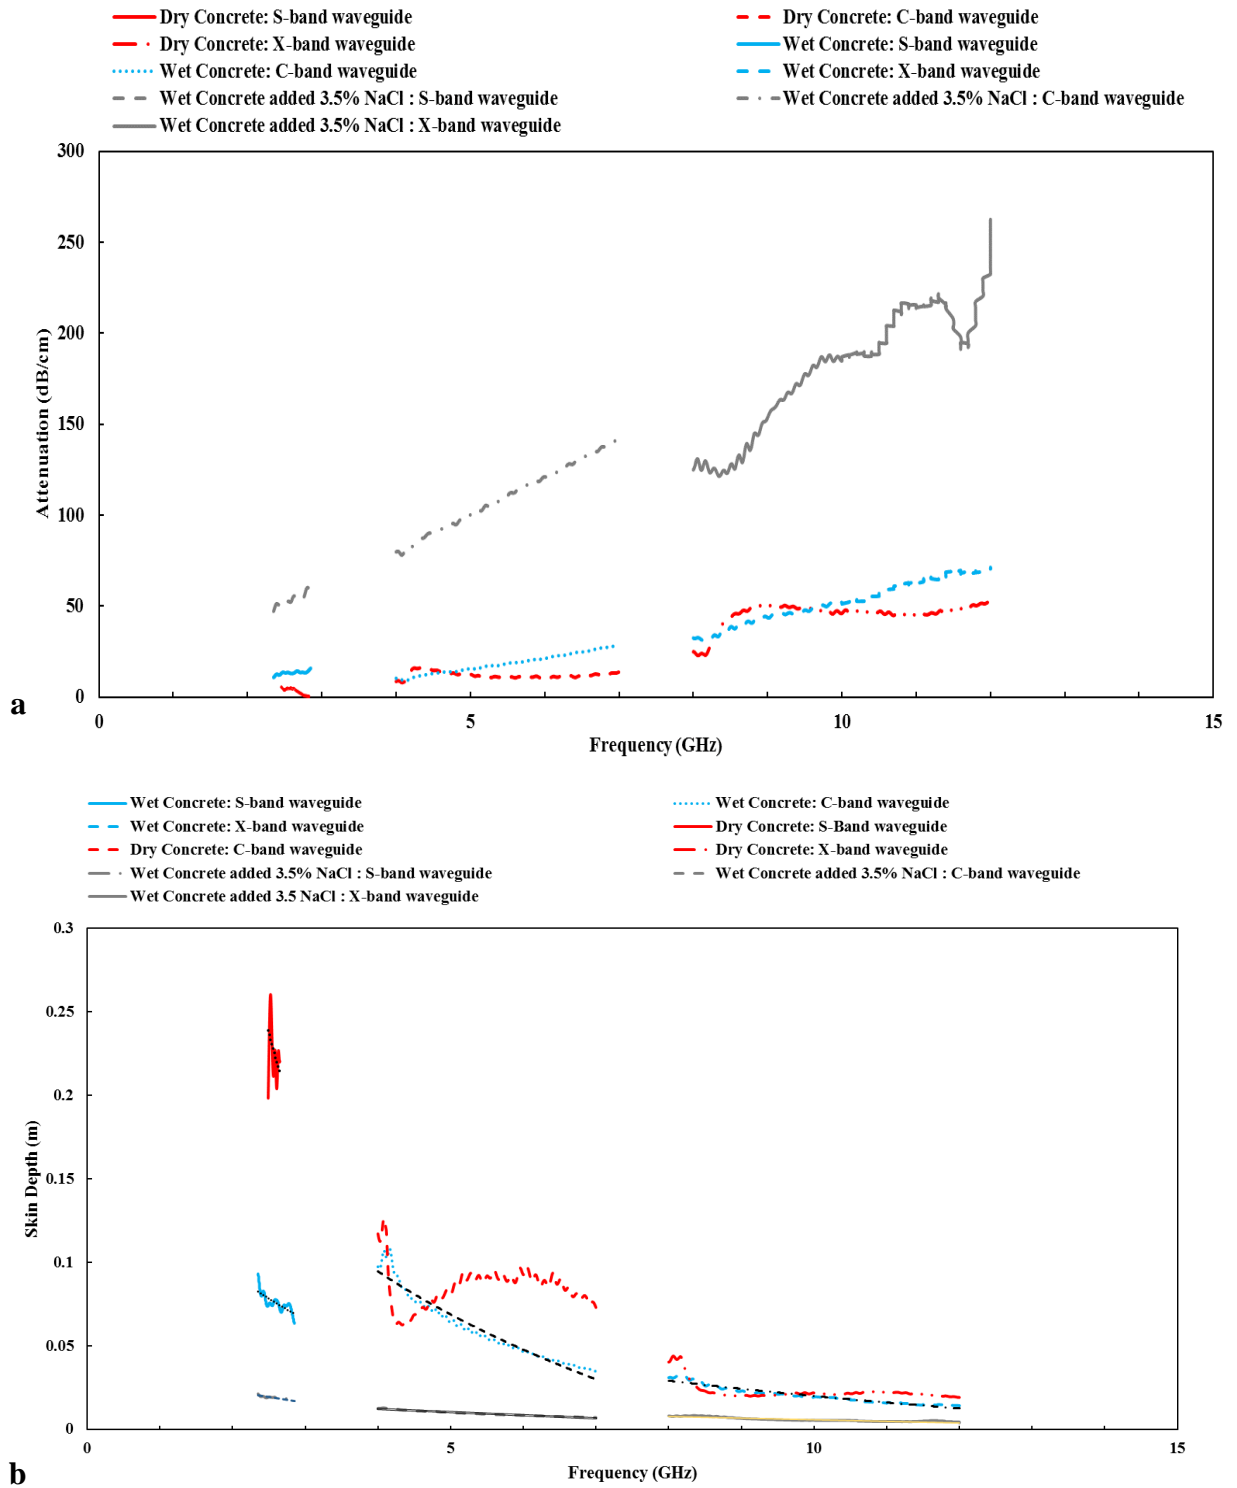 Dry Concrete: S-band waveguide
Dry Concrete: C-band waveguide
Dry Concrete: X-band waveguide
Wet Concrete: S-band waveguide
Wet Concrete: C-band waveguide
Wet Concrete: X-band waveguide
Wet Concrete added 3.5% NaCl : S-band waveguide
Wet Concrete added 3.5% NaCl : C-band waveguide
Wet Concrete added 3.5% NaCl : X-band waveguide
300
250
200
150
100
50
0
Attenuation (dB/cm)
0 5 10 15
Frequency (GHz)
a
Wet Concrete: S-band waveguide
Wet Concrete: C-band waveguide
Wet Concrete: X-band waveguide
Dry Concrete: S-Band waveguide
Dry Concrete: C-band waveguide
Dry Concrete: X-band waveguide
Wet Concrete added 3.5% NaCl : S-band waveguide
Wet Concrete added 3.5% NaCl : C-band waveguide
Wet Concrete added 3.5 NaCl : X-band waveguide
0.3
0.25
0.2
0.15
0.1
0.05
0
Skin Depth (m)
0 5 10 15
Frequency (GHz)
b